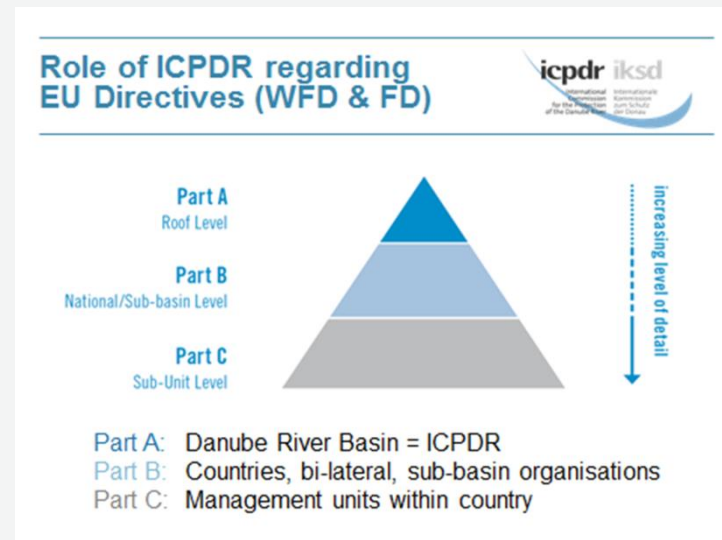 Role of ICPDR regarding
EU Directives (WFD & FD)
icpdr iksd
International Internationale
Commission Kommission
for the Protection zum Schutz
of the Danube River der Donau
Part A
Roof Level
Part B
National/Sub-basin Level
Part C
Sub-Unit Level
increasing level of detail
Part A: Danube River Basin = ICPDR
Part B: Countries, bi-lateral, sub-basin organisations
Part C: Management units within country